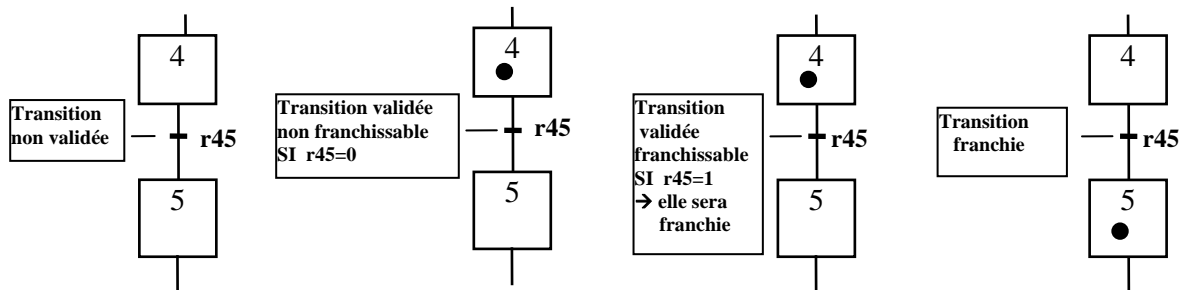 4
Transition
non validée
r45
5
4
Transition validée
non franchissable
SI r45=0
r45
5
4
Transition
validée
franchissable
SI r45=1
→ elle sera
franchie
r45
5
4
Transition
franchie
r45
5